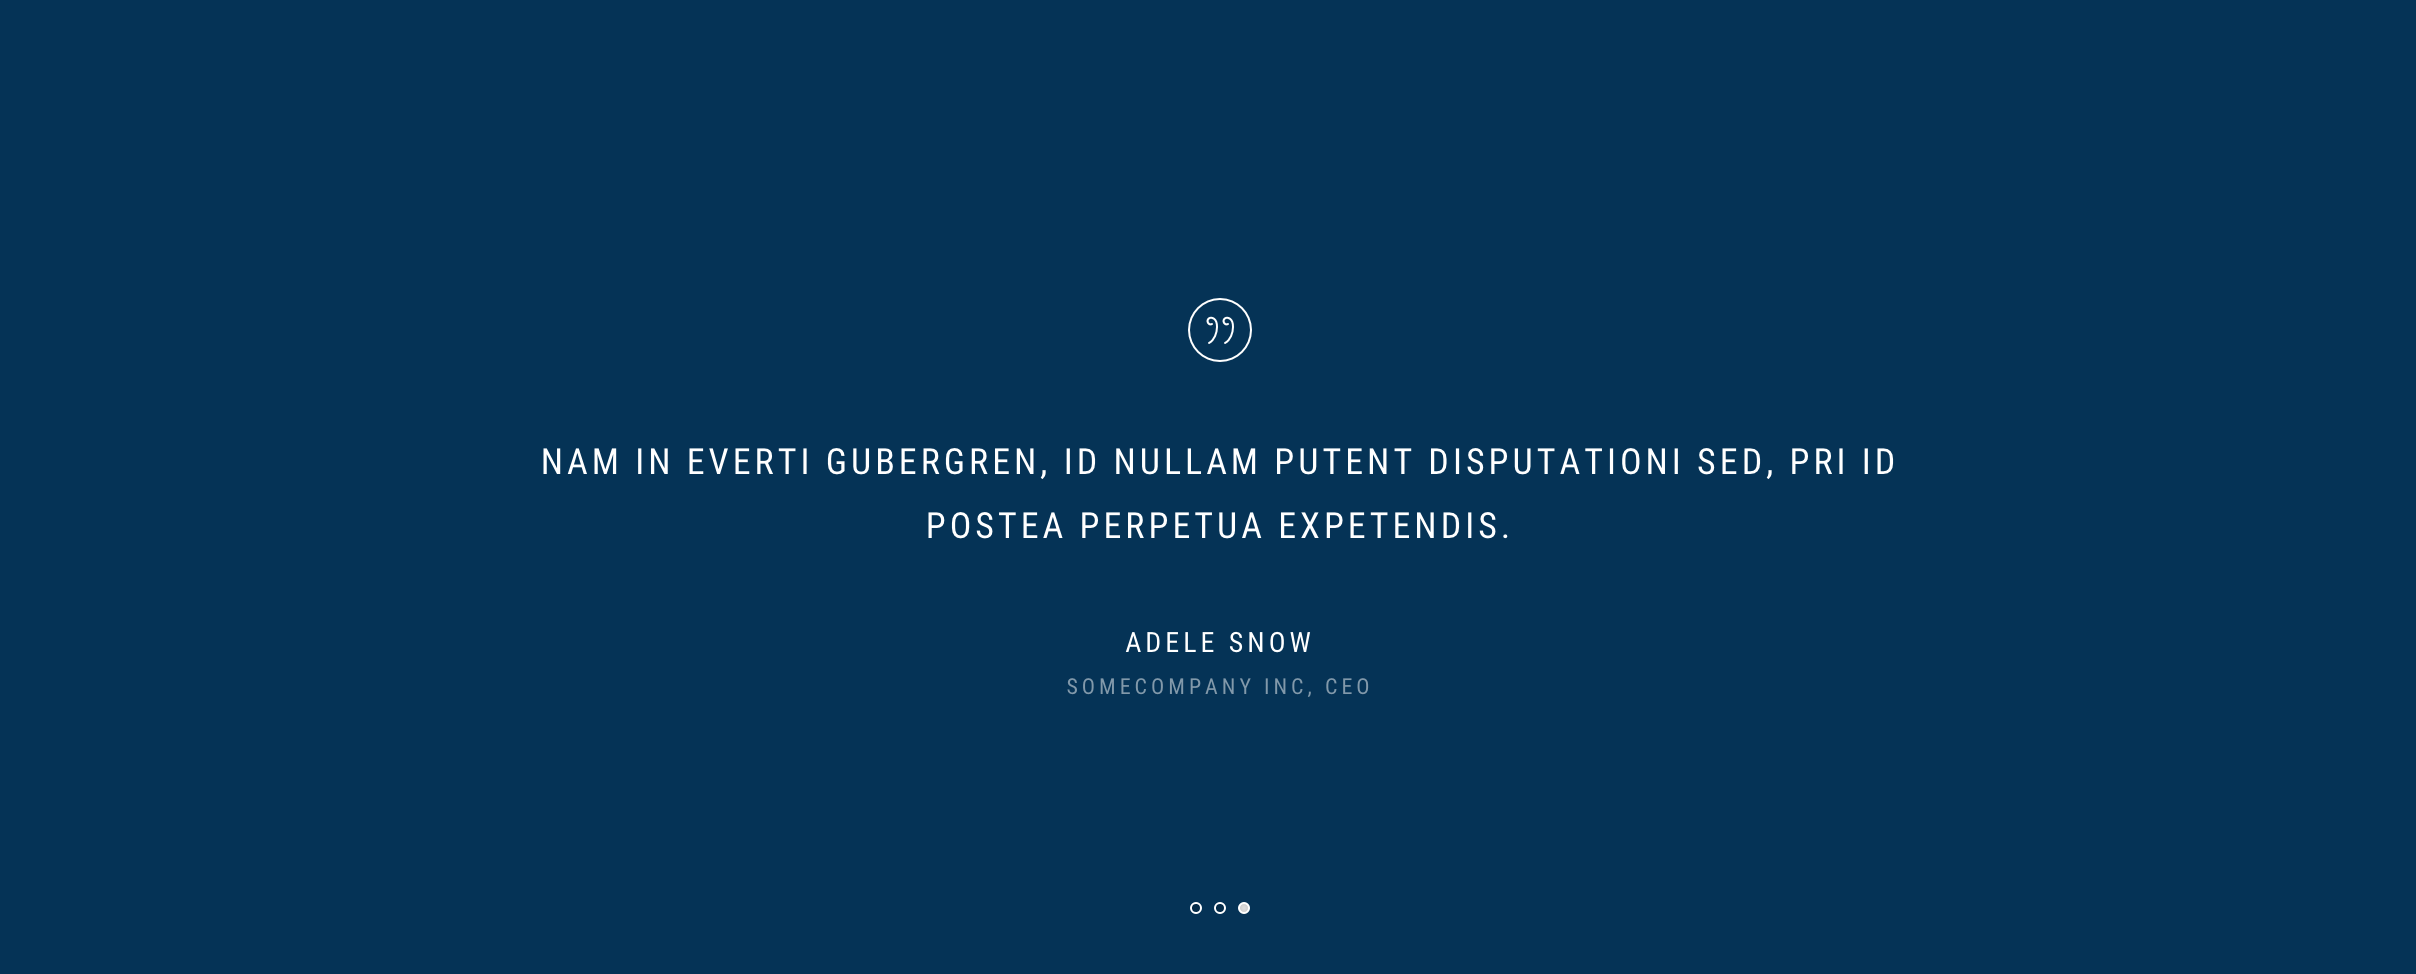 NAM IN EVERTI GUBERGREN, ID NULLAM PUTENT DISPUTATIONI SED, PRI ID
POSTEA PERPETUA EXPETENDIS.
ADELE SNOW
SOMECOMPANY INC, CEO